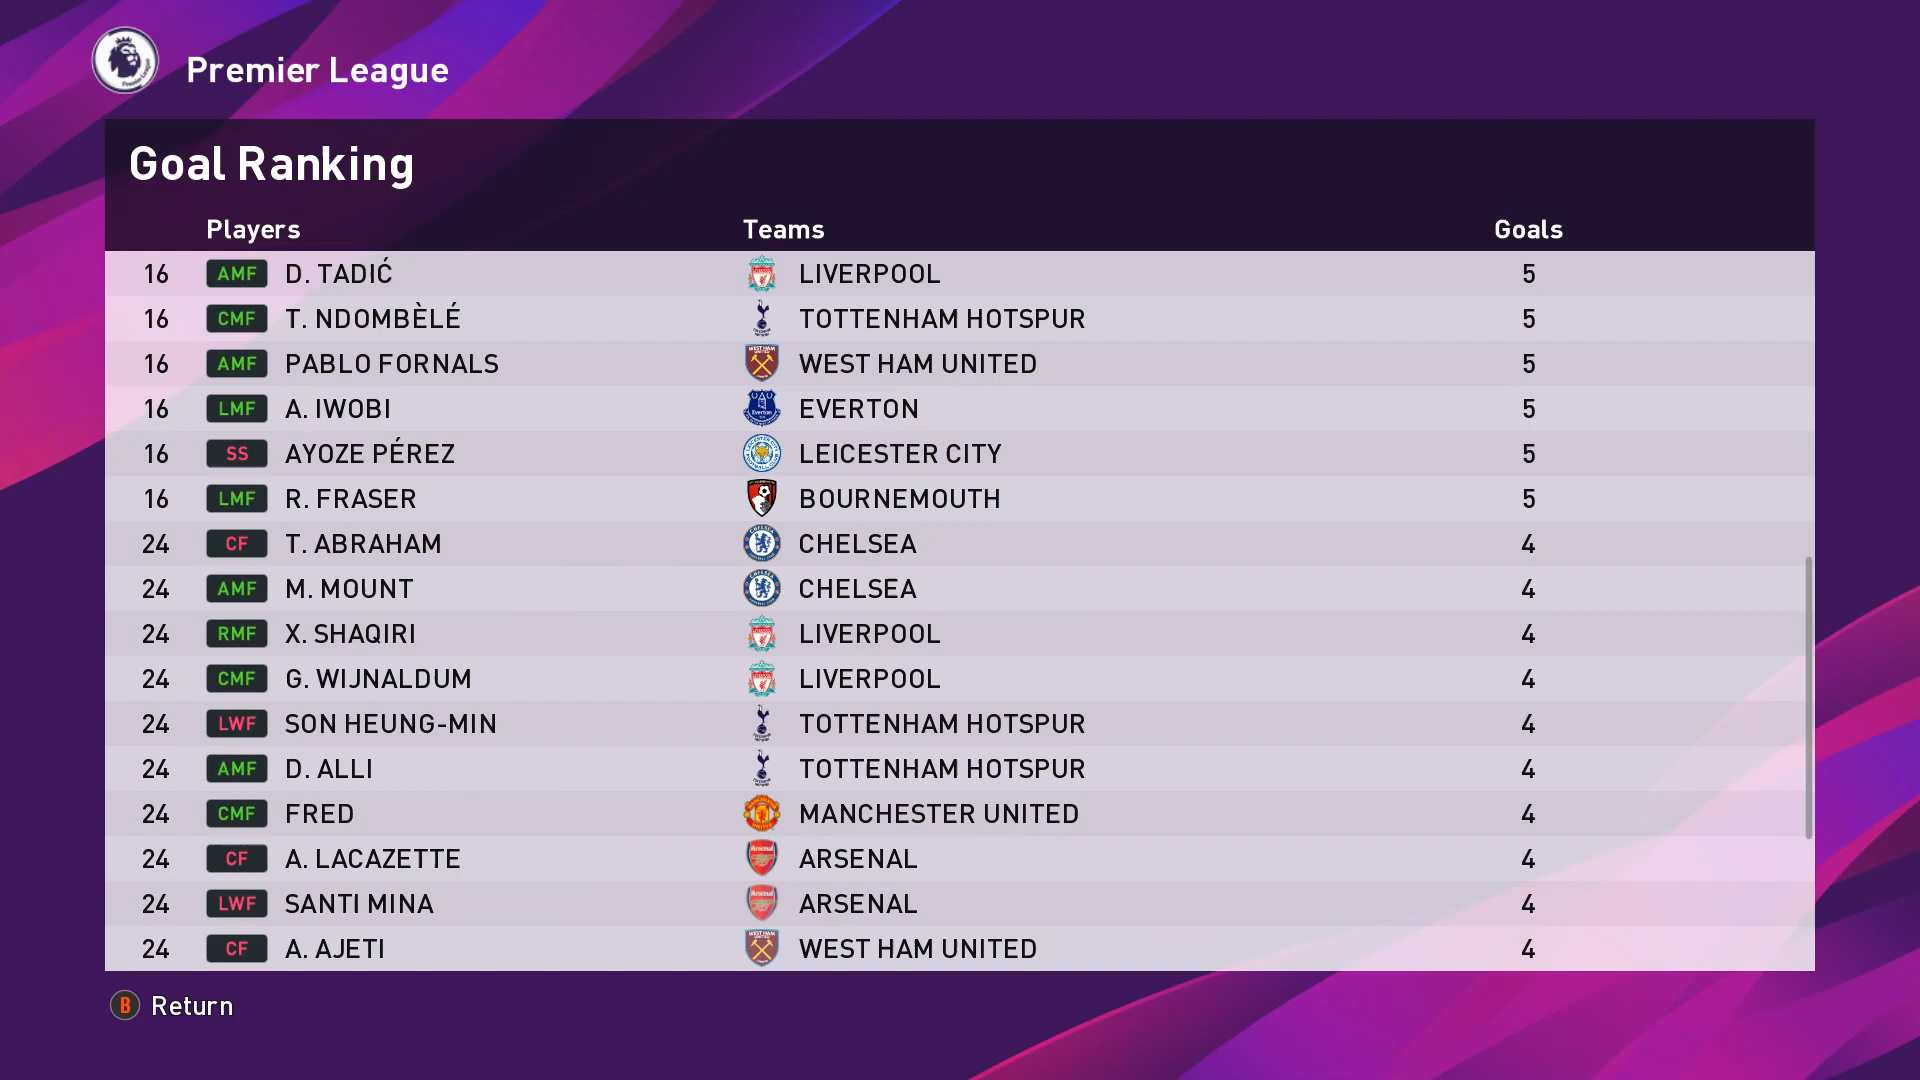 Premier League
Goal Ranking
Players Teams Goals
16 AMF D. TADIĆ LIVERPOOL 5
16 CMF T. NDOMBÈLÉ TOTTENHAM HOTSPUR 5
16 AMF PABLO FORNALS WEST HAM UNITED 5
16 LMF A. IWOBI EVERTON 5
16 SS AYOZE PÉREZ LEICESTER CITY 5
16 LMF R. FRASER BOURNEMOUTH 5
24 CF T. ABRAHAM CHELSEA 4
24 AMF M. MOUNT CHELSEA 4
24 RMF X. SHAQIRI LIVERPOOL 4
24 CMF G. WIJNALDUM LIVERPOOL 4
24 LWF SON HEUNG-MIN TOTTENHAM HOTSPUR 4
24 AMF D. ALLI TOTTENHAM HOTSPUR 4
24 CMF FRED MANCHESTER UNITED 4
24 CF A. LACAZETTE ARSENAL 4
24 LWF SANTI MINA ARSENAL 4
24 CF A. AJETI WEST HAM UNITED 4
B Return